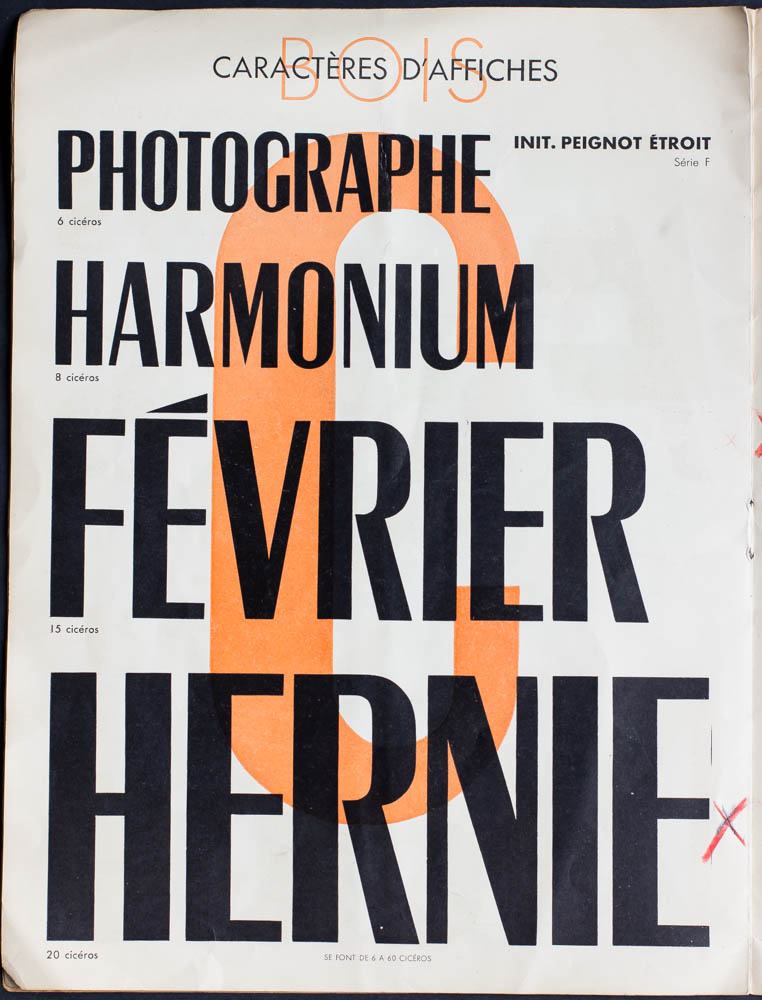 BOIS
CARACTÈRES D'AFFICHES
PHOTOGRAPHE
INIT. PEIGNOT ÉTROIT
Série F
6 cicéros
HARMONIUM
8 cicéros
FÉVRIER
15 cicéros
HERNIE
20 cicéros
SE FONT DE 6 A 60 CICÉROS
C